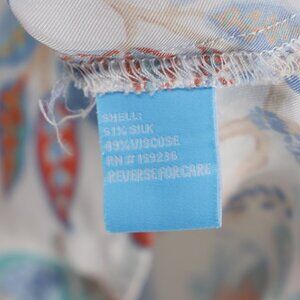 SHELL:
51% SILK
49% VISCOSE
RN # 159236
REVERSE FOR CARE